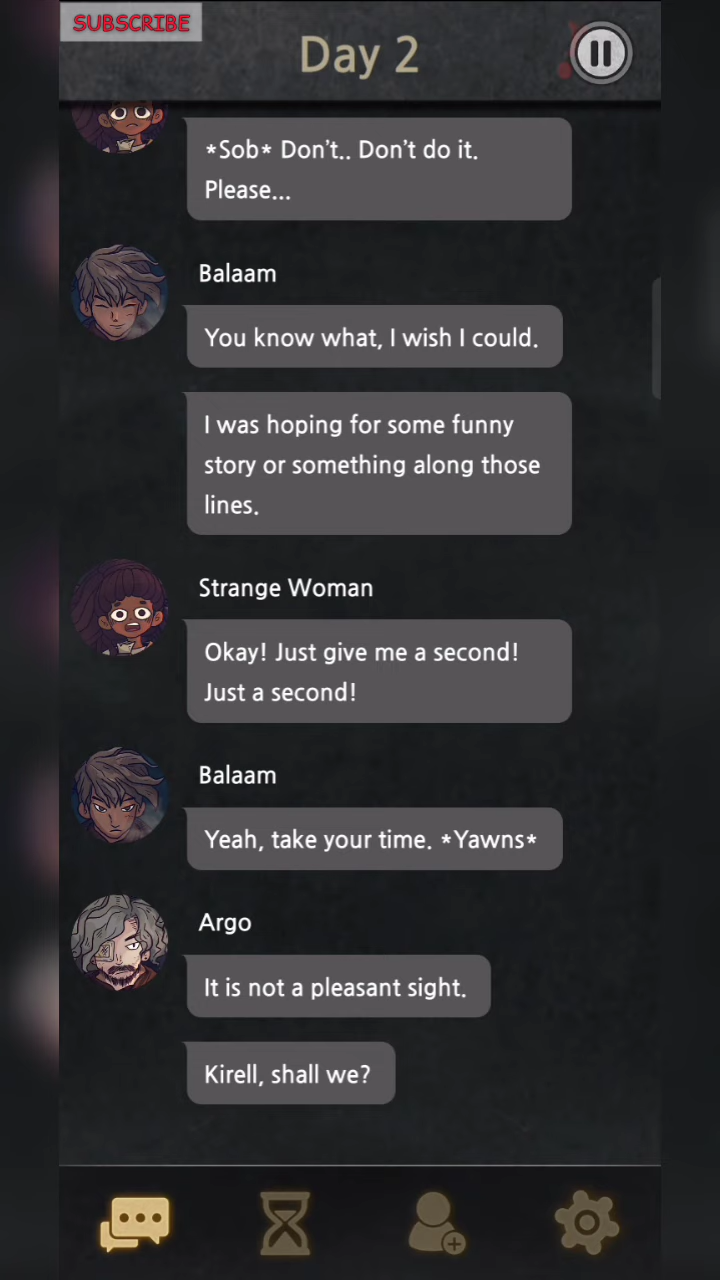 SUBSCRIBE
Day 2
*Sob* Don't.. Don't do it.
Please...
Balaam
You know what, I wish I could.
I was hoping for some funny
story or something along those
lines.
Strange Woman
Okay! Just give me a second!
Just a second!
Balaam
Yeah, take your time. *Yawns*
Argo
It is not a pleasant sight.
Kirell, shall we?